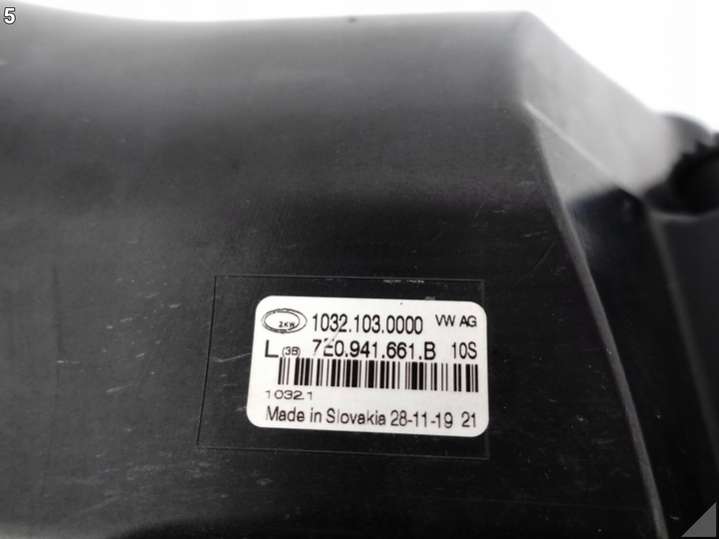 5
ZKW 1032.103.0000 VW AG
L (3B) 7E0.941.661.B 10S
1032.1
Made in Slovakia 28-11-19 21